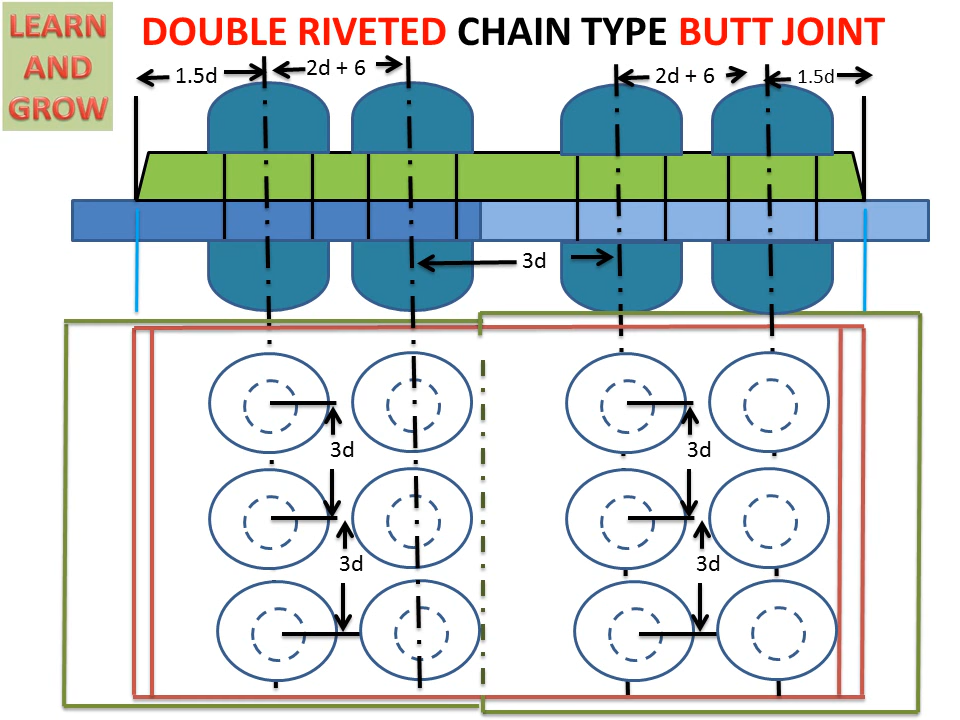 LEARN
AND
GROW
DOUBLE RIVETED CHAIN TYPE BUTT JOINT
1.5d
2d + 6
2d + 6
1.5d
3d
3d
3d
3d
3d